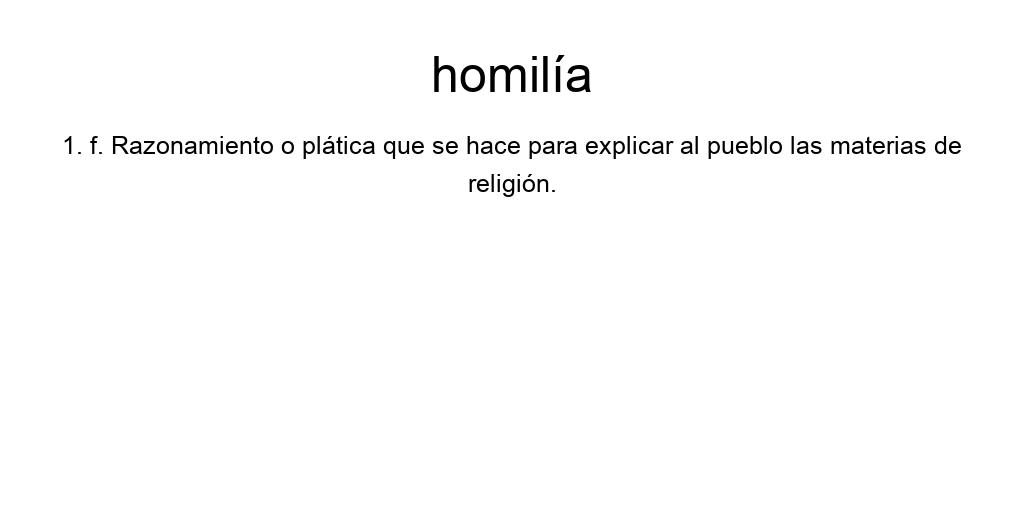 homilía
1. f. Razonamiento o plática que se hace para explicar al pueblo las materias de
religión.